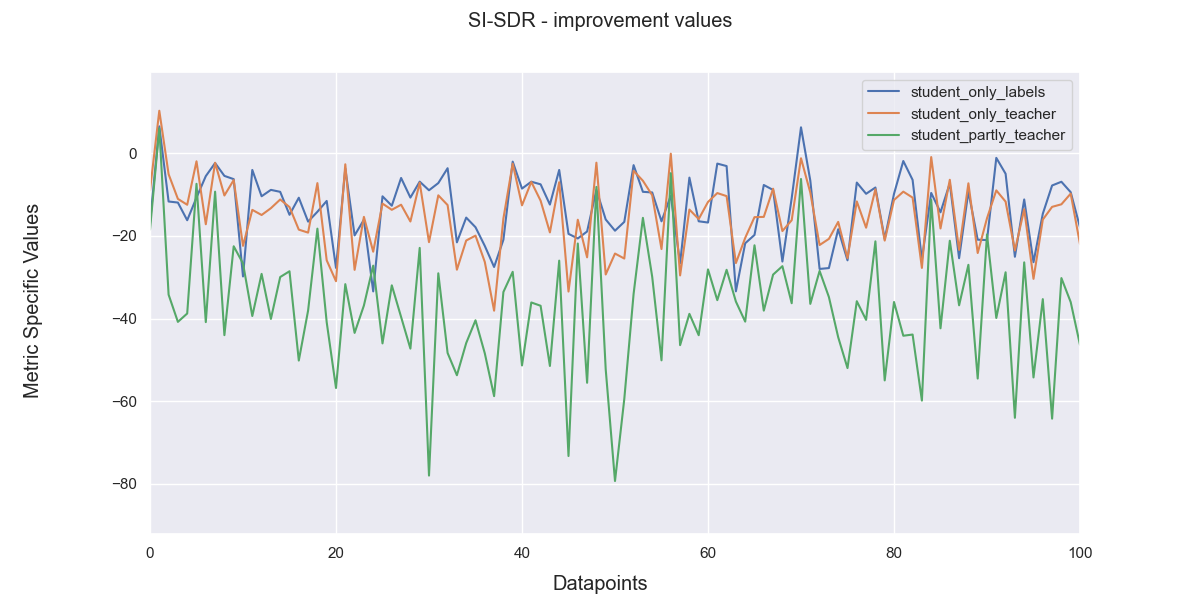 SI-SDR - improvement values
student_only_labels
student_only_teacher
student_partly_teacher
Metric Specific Values
0
−20
−40
−60
−80
0 20 40 60 80 100
Datapoints